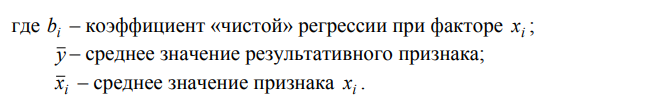 где bᵢ – коэффициент «чистой» регрессии при факторе xᵢ ;
y̅ – среднее значение результативного признака;
x̅ᵢ – среднее значение признака xᵢ .